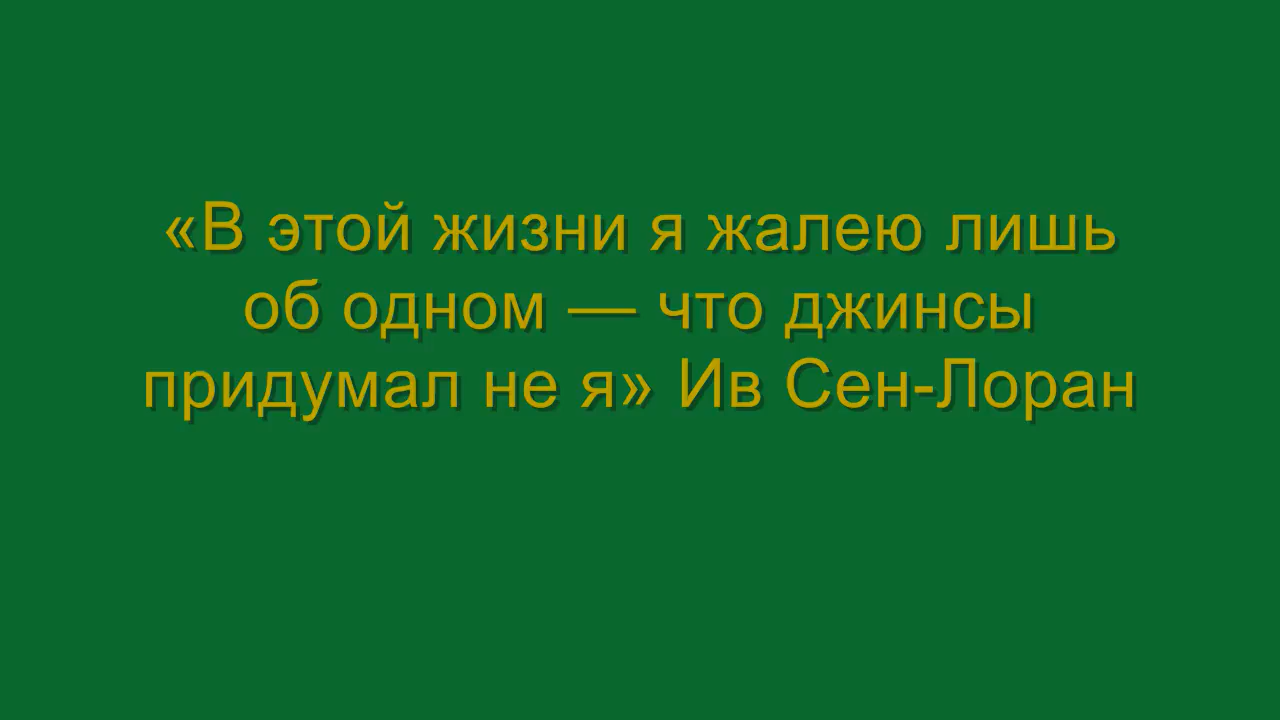 «В этой жизни я жалею лишь
об одном — что джинсы
придумал не я» Ив Сен-Лоран